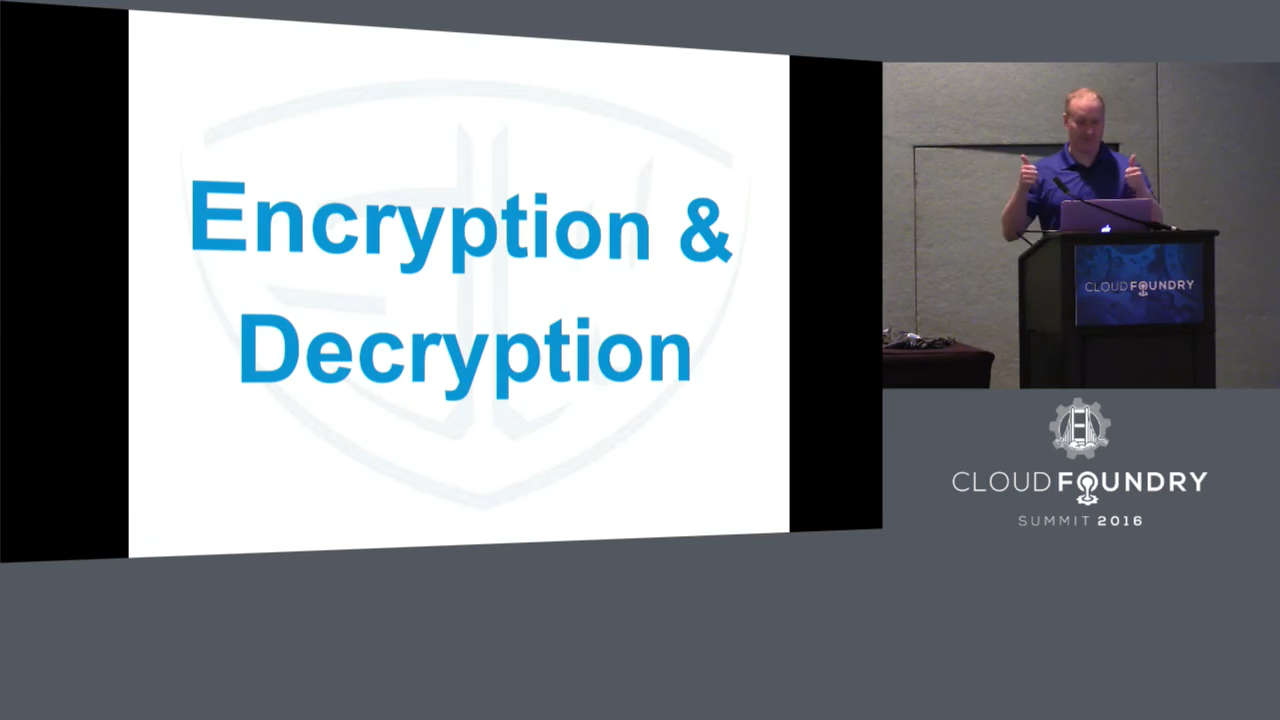 Encryption &
Decryption
CLOUD FOUNDRY
CLOUD FOUNDRY
SUMMIT 2016